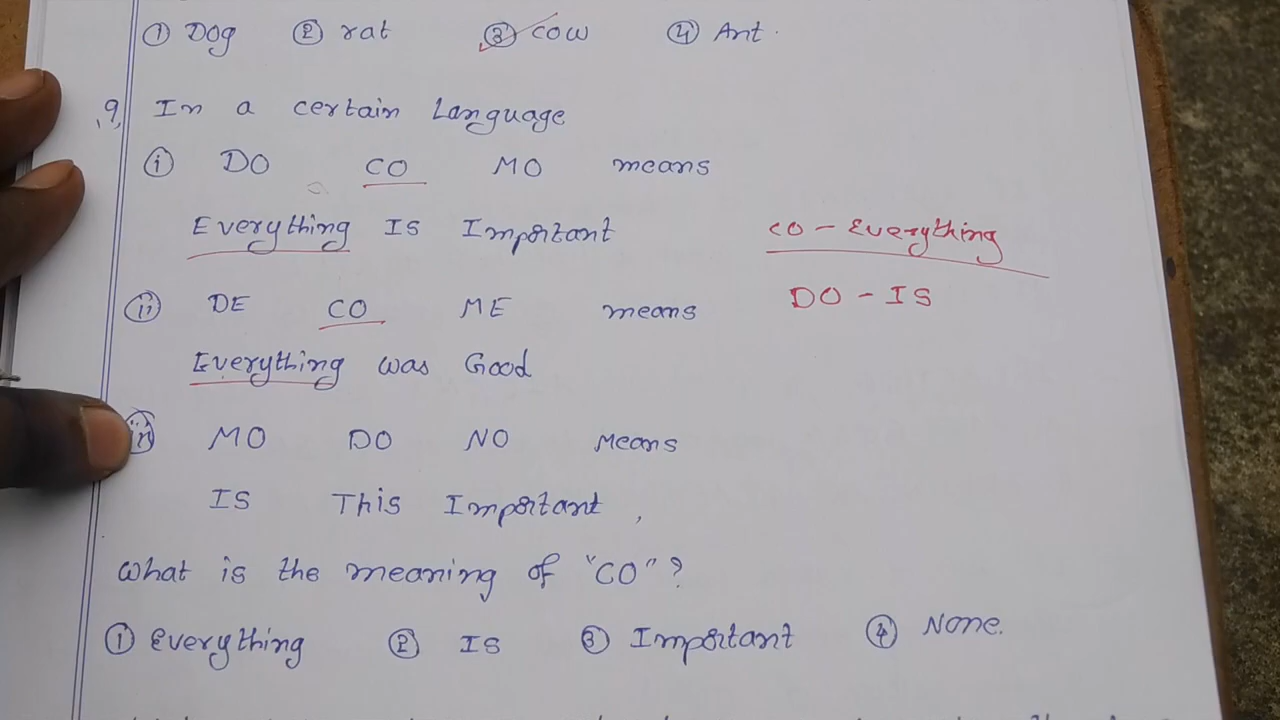 ① Dog ② rat ③ cow ④ Ant.
9, In a certain Language
i DO CO MO means
Everything IS Important
CO - Everything
DO - IS
ii DE CO ME means
Everything was Good
MO DO NO Means
IS This Important,
What is the meaning of "CO"?
① Everything ② IS ③ Important ④ None.